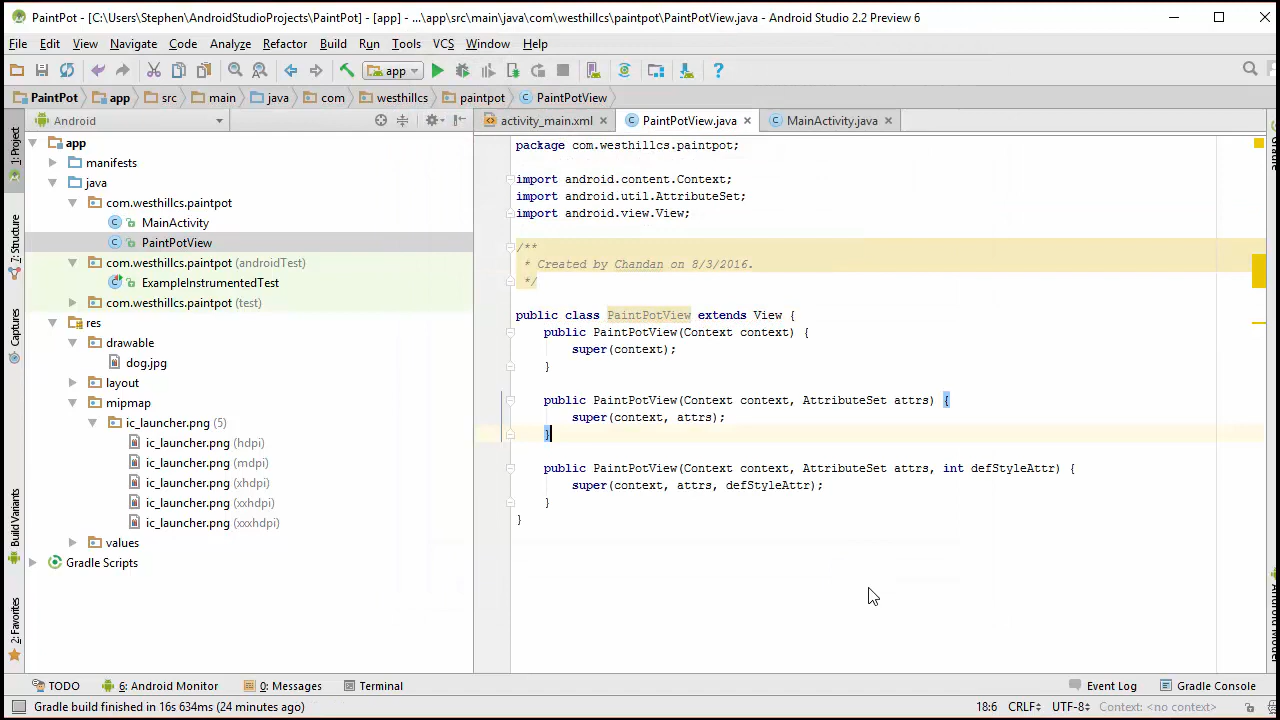 PaintPot - [C:\Users\Stephen\AndroidStudioProjects\PaintPot] - [app] - ...\app\src\main\java\com\westhillcs\paintpot\PaintPotView.java - Android Studio 2.2 Preview 6
File Edit View Navigate Code Analyze Refactor Build Run Tools VCS Window Help
app
PaintPot app src main java com westhillcs paintpot PaintPotView
Android
activity_main.xml PaintPotView.java MainActivity.java
1: Project
7: Structure
Captures
Build Variants
2: Favorites
app
manifests
java
com.westhillcs.paintpot
MainActivity
PaintPotView
com.westhillcs.paintpot (androidTest)
ExampleInstrumentedTest
com.westhillcs.paintpot (test)
res
drawable
dog.jpg
layout
mipmap
ic_launcher.png (5)
ic_launcher.png (hdpi)
ic_launcher.png (mdpi)
ic_launcher.png (xhdpi)
ic_launcher.png (xxhdpi)
ic_launcher.png (xxxhdpi)
values
Gradle Scripts
package com.westhillcs.paintpot;
import android.content.Context;
import android.util.AttributeSet;
import android.view.View;
/**
* Created by Chandan on 8/3/2016.
*/
public class PaintPotView extends View {
public PaintPotView(Context context) {
super(context);
}
public PaintPotView(Context context, AttributeSet attrs) {
super(context, attrs);
}
public PaintPotView(Context context, AttributeSet attrs, int defStyleAttr) {
super(context, attrs, defStyleAttr);
}
}
TODO 6: Android Monitor 0: Messages Terminal Event Log Gradle Console
Gradle build finished in 16s 634ms (24 minutes ago) 18:6 CRLF UTF-8 Context: <no context>